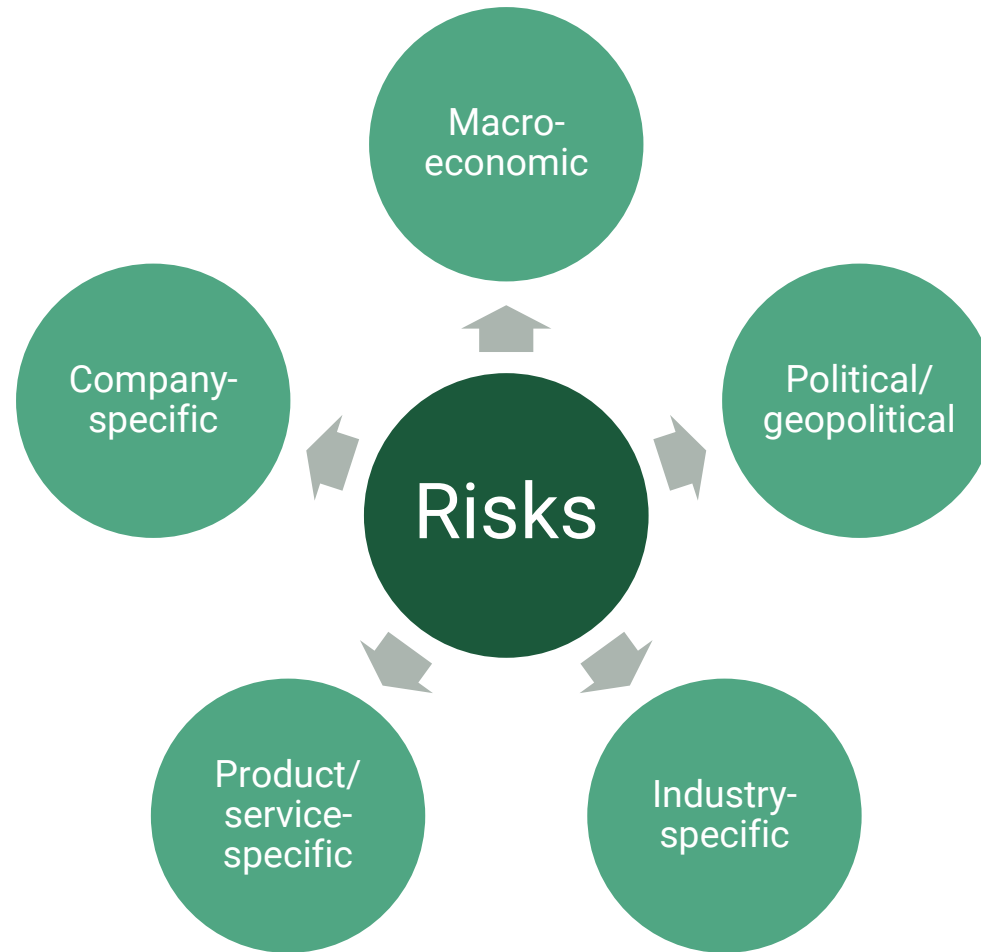 Macro-
economic
Company-
specific
Political/
geopolitical
Risks
Product/
service-
specific
Industry-
specific